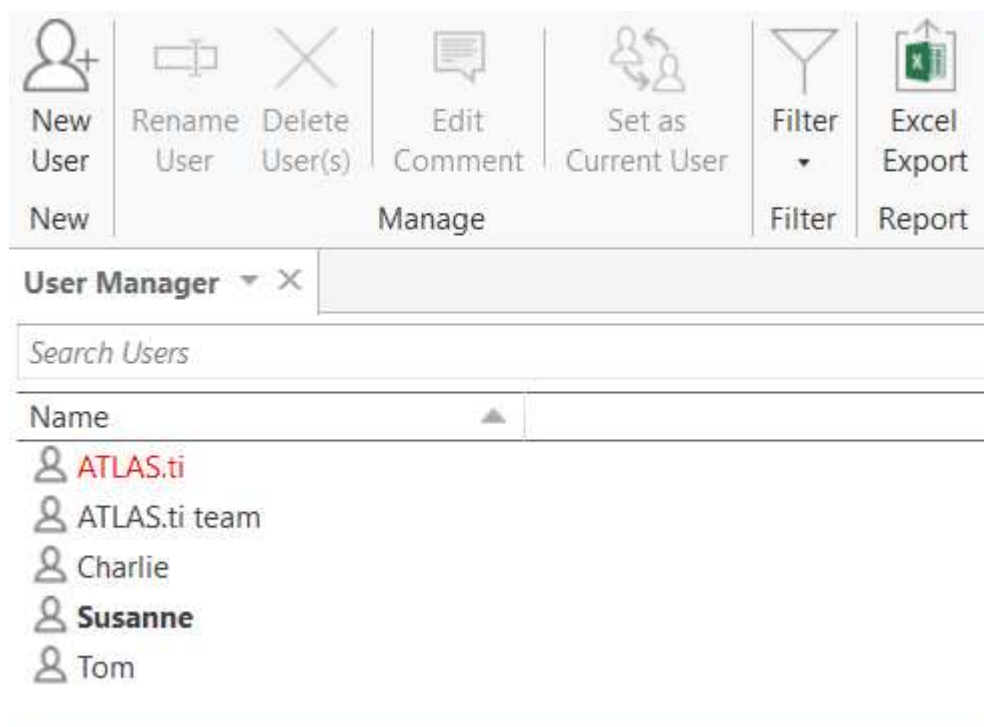 New User
Rename User
Delete User(s)
Edit Comment
Set as Current User
Filter
Excel Export
New
Manage
Filter
Report
User Manager
Search Users
Name
ATLAS.ti
ATLAS.ti team
Charlie
Susanne
Tom